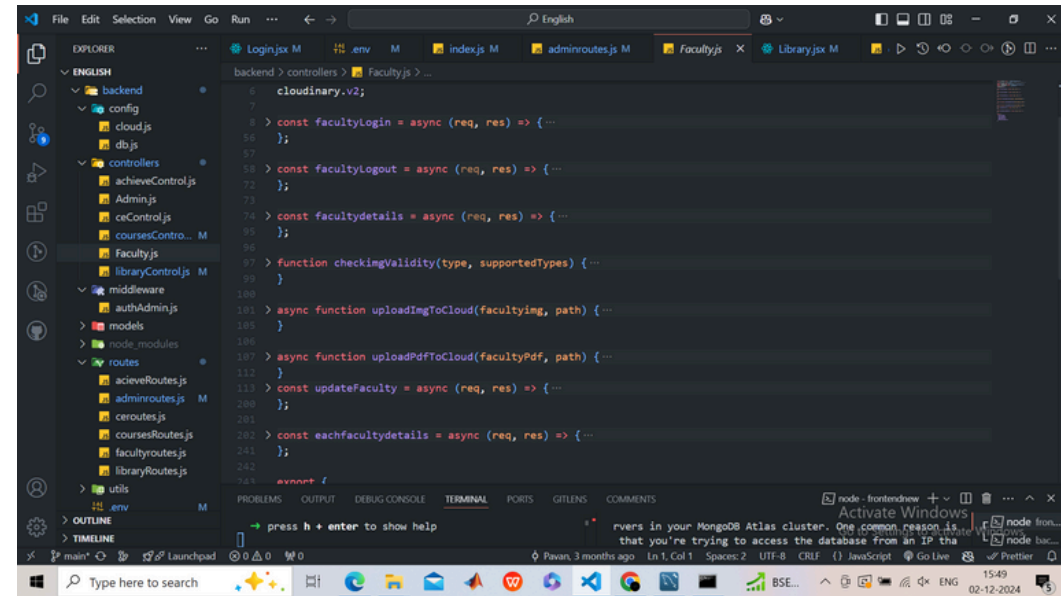 File Edit Selection View Go Run ··· ← → English
EXPLORER ···
Login.jsx M .env M index.js M adminroutes.js M Faculty.js × Library.jsx M
ENGLISH
backend
config
cloud.js
db.js
controllers
achieveControl.js
Admin.js
ceControl.js
coursesContro... M
Faculty.js
libraryControl.js M
middleware
authAdmin.js
models
node_modules
routes
acieveRoutes.js
adminroutes.js M
ceroutes.js
coursesRoutes.js
facultyroutes.js
libraryRoutes.js
utils
.env M
OUTLINE
TIMELINE
backend > controllers > Faculty.js > ...
6 cloudinary.v2;
7
8 > const facultyLogin = async (req, res) => { ···
56 };
57
58 > const facultyLogout = async (req, res) => { ···
72 };
73
74 > const facultydetails = async (req, res) => { ···
95 };
96
97 > function checkimgValidity(type, supportedTypes) { ···
99 }
100
101 > async function uploadImgToCloud(facultyimg, path) { ···
105 }
106
107 > async function uploadPdfToCloud(facultyPdf, path) { ···
112 }
113 > const updateFaculty = async (req, res) => { ···
200 };
201
202 > const eachfacultydetails = async (req, res) => { ···
241 };
242
243 export {
PROBLEMS OUTPUT DEBUG CONSOLE TERMINAL PORTS GITLENS COMMENTS node - frontendnew
→ press h + enter to show help
rvers in your MongoDB Atlas cluster. One common reason is
that you're trying to access the database from an IP tha
node fron...
node bac...
Activate Windows
Go to Settings to activate Windows.
main* Launchpad 0 0 0 Pavan, 3 months ago Ln 1, Col 1 Spaces: 2 UTF-8 CRLF {} JavaScript Go Live Prettier
Type here to search BSE... ENG 15:49
02-12-2024